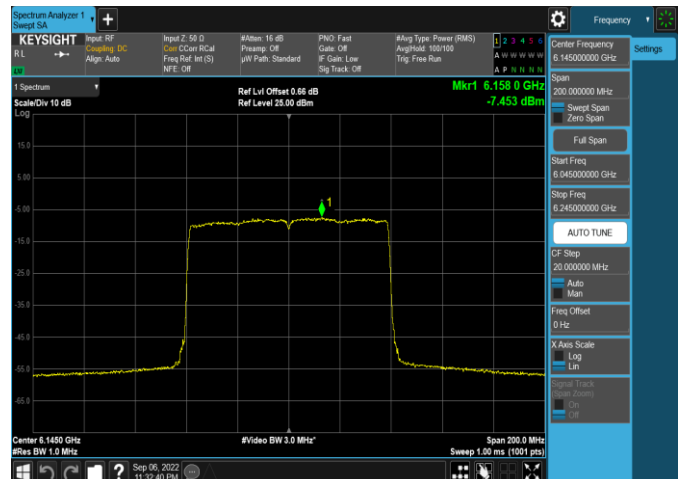 Spectrum Analyzer 1
Swept SA
+
Frequency
KEYSIGHT
RL
LU
Input: RF
Coupling: DC
Align: Auto
Input Z: 50 Ω
Corr CCorr RCal
Freq Ref: Int (S)
NFE: Off
#Atten: 16 dB
Preamp: Off
µW Path: Standard
PNO: Fast
Gate: Off
IF Gain: Low
Sig Track: Off
#Avg Type: Power (RMS)
Avg|Hold: 100/100
Trig: Free Run
1 2 3 4 5 6
A W W W W W
A P N N N N
Center Frequency
6.145000000 GHz
Settings
Span
200.000000 MHz
Swept Span
Zero Span
Full Span
Start Freq
6.045000000 GHz
Stop Freq
6.245000000 GHz
AUTO TUNE
CF Step
20.000000 MHz
Auto
Man
Freq Offset
0 Hz
X Axis Scale
Log
Lin
Signal Track
(Span Zoom)
On
Off
1 Spectrum
Scale/Div 10 dB
Log
Ref Lvl Offset 0.66 dB
Ref Level 25.00 dBm
Mkr1 6.158 0 GHz
-7.453 dBm
15.0
5.00
-5.00
1
-15.0
-25.0
-35.0
-45.0
-55.0
-65.0
Center 6.1450 GHz
#Res BW 1.0 MHz
#Video BW 3.0 MHz*
Span 200.0 MHz
Sweep 1.00 ms (1001 pts)
?
Sep 06, 2022
11:32:40 PM